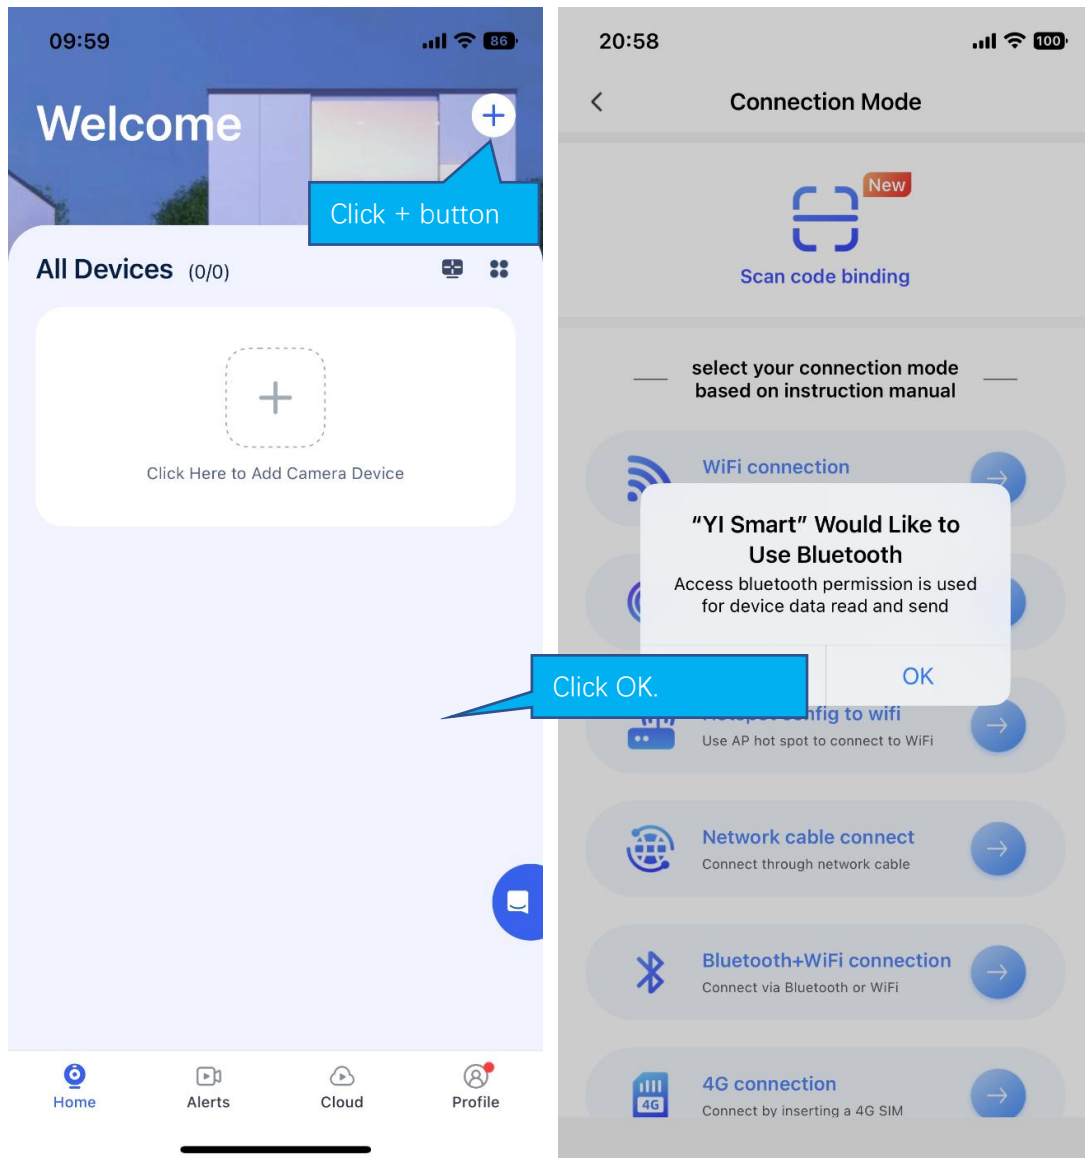 09:59
86
Welcome
Click + button
All Devices (0/0)
Click Here to Add Camera Device
Home
Alerts
Cloud
Profile
20:58
100
Connection Mode
New
Scan code binding
select your connection mode
based on instruction manual
WiFi connection
“YI Smart” Would Like to
Use Bluetooth
Access bluetooth permission is used
for device data read and send
OK
Click OK.
Hotspot config to wifi
Use AP hot spot to connect to WiFi
Network cable connect
Connect through network cable
Bluetooth+WiFi connection
Connect via Bluetooth or WiFi
4G
4G connection
Connect by inserting a 4G SIM